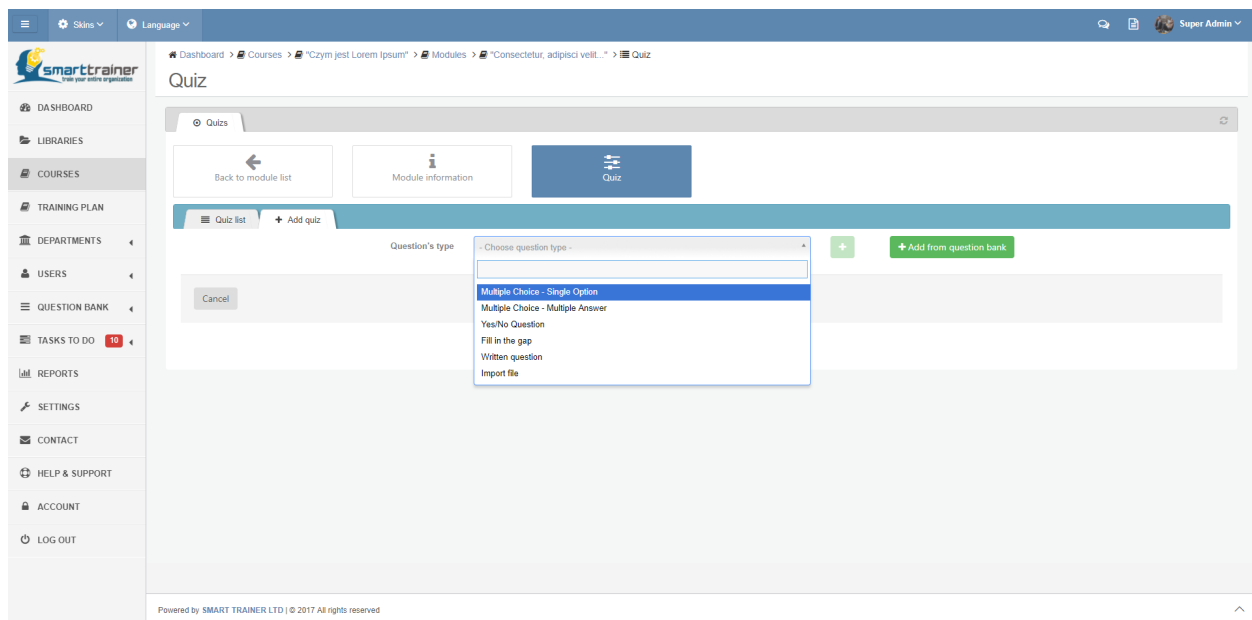 Skins
Language
Super Admin
smarttrainer
train your entire organization
Dashboard > Courses > "Czym jest Lorem Ipsum" > Modules > "Consectetur, adipisci velit..." > Quiz
Quiz
DASHBOARD
LIBRARIES
COURSES
TRAINING PLAN
DEPARTMENTS
USERS
QUESTION BANK
TASKS TO DO 10
REPORTS
SETTINGS
CONTACT
HELP & SUPPORT
ACCOUNT
LOG OUT
Quizs
Back to module list
Module information
Quiz
Quiz list
+ Add quiz
Question's type
- Choose question type -
+
+ Add from question bank
Multiple Choice - Single Option
Multiple Choice - Multiple Answer
Yes/No Question
Fill in the gap
Written question
Import file
Cancel
Powered by SMART TRAINER LTD | © 2017 All rights reserved